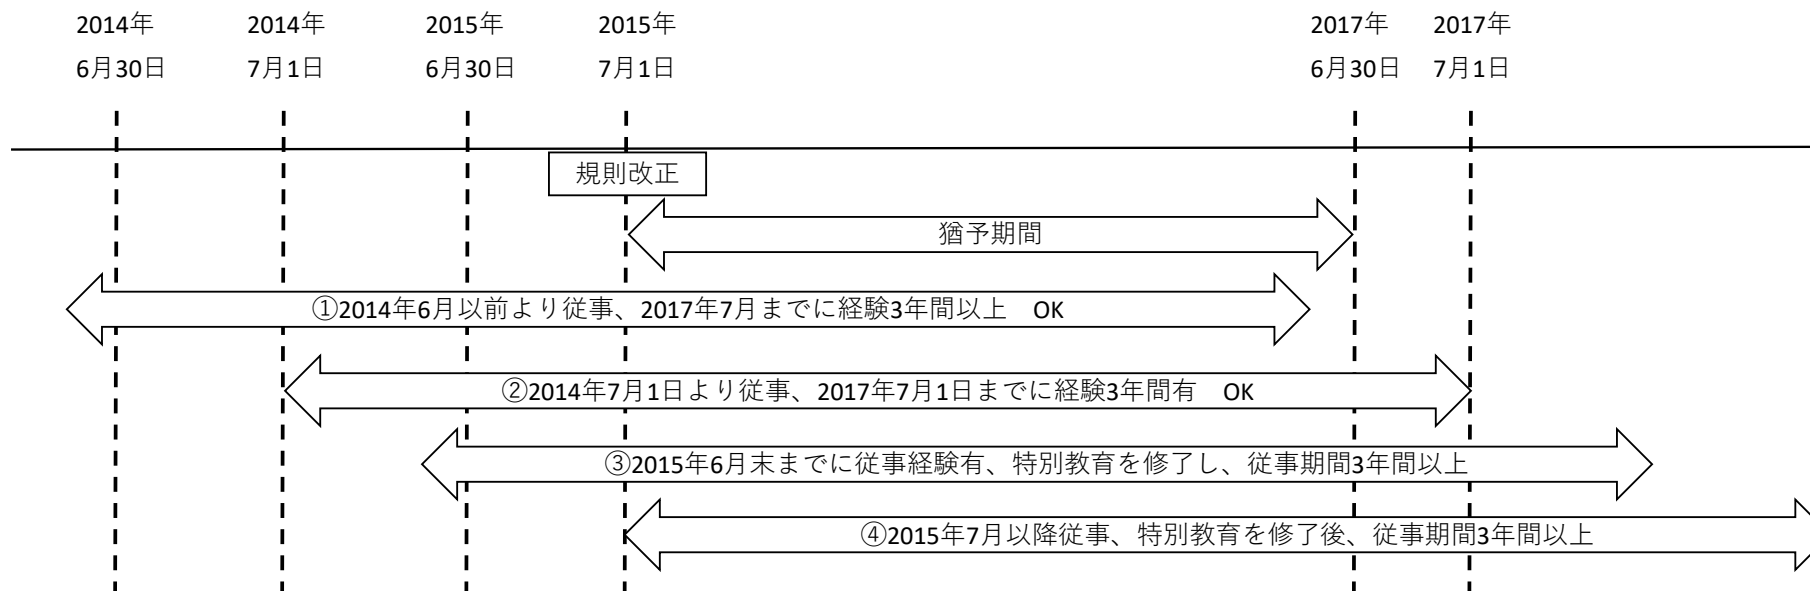 2014年
6月30日
2014年
7月1日
2015年
6月30日
2015年
7月1日
2017年
6月30日
2017年
7月1日
規則改正
猶予期間
①2014年6月以前より従事、2017年7月までに経験3年間以上　OK
②2014年7月1日より従事、2017年7月1日までに経験3年間有　OK
③2015年6月末までに従事経験有、特別教育を修了し、従事期間3年間以上
④2015年7月以降従事、特別教育を修了後、従事期間3年間以上